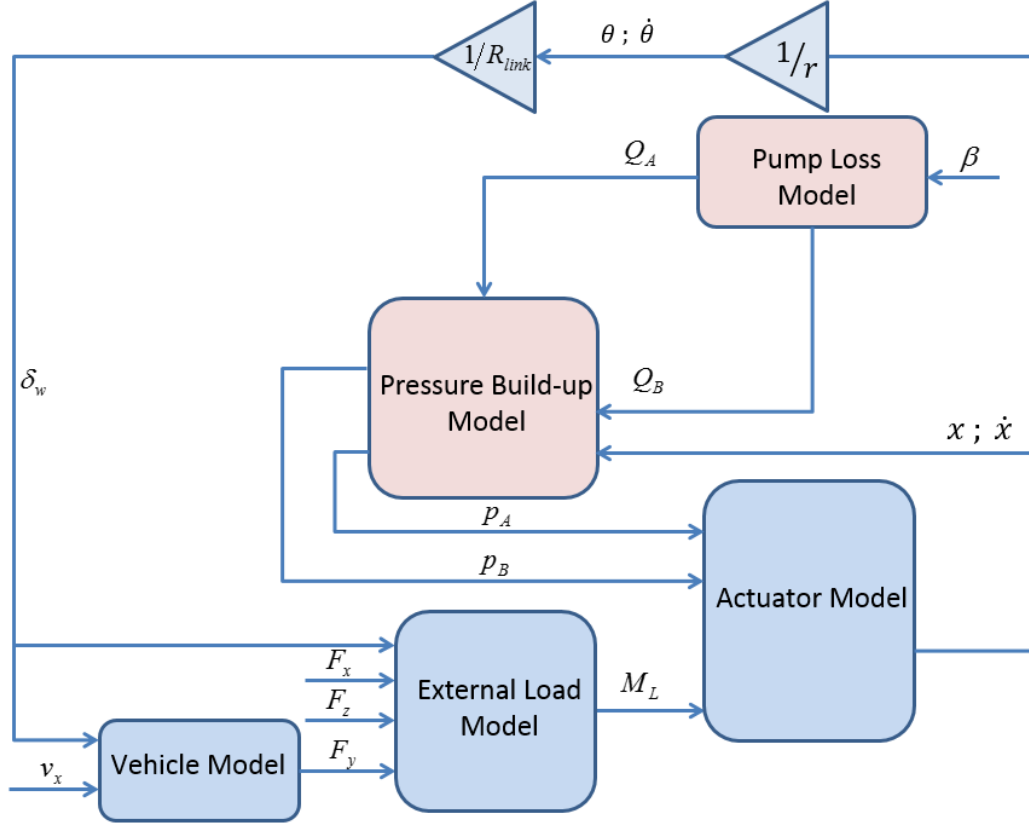 1/R_link
θ ; θ̇
1/r
Q_A
Pump Loss
Model
β
δ_w
Pressure Build-up
Model
Q_B
x ; ẋ
p_A
p_B
Actuator Model
F_x
F_z
F_y
External Load
Model
M_L
Vehicle Model
v_x